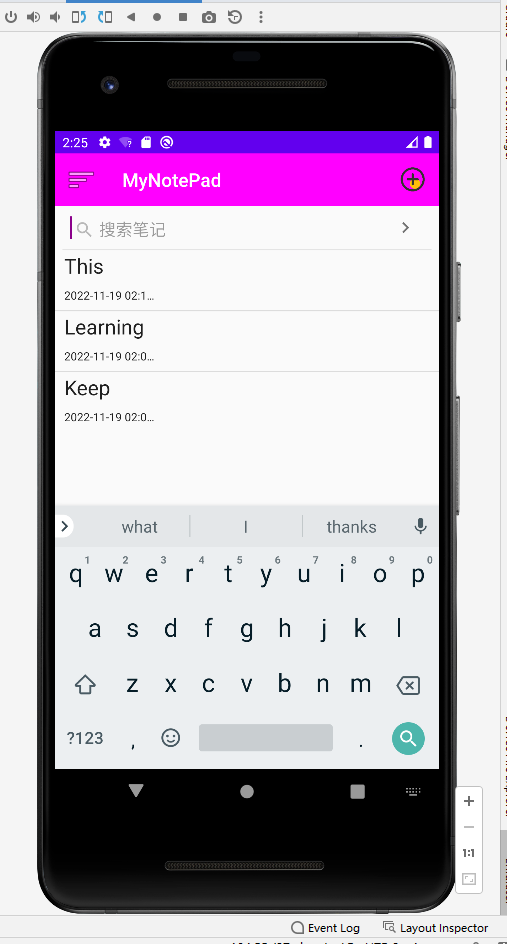 2:25
MyNotePad
搜索笔记
This
2022-11-19 02:1...
Learning
2022-11-19 02:0...
Keep
2022-11-19 02:0...
what I thanks
1 2 3 4 5 6 7 8 9 0
q w e r t y u i o p
a s d f g h j k l
z x c v b n m
?123 , .
1:1
Event Log Layout Inspector